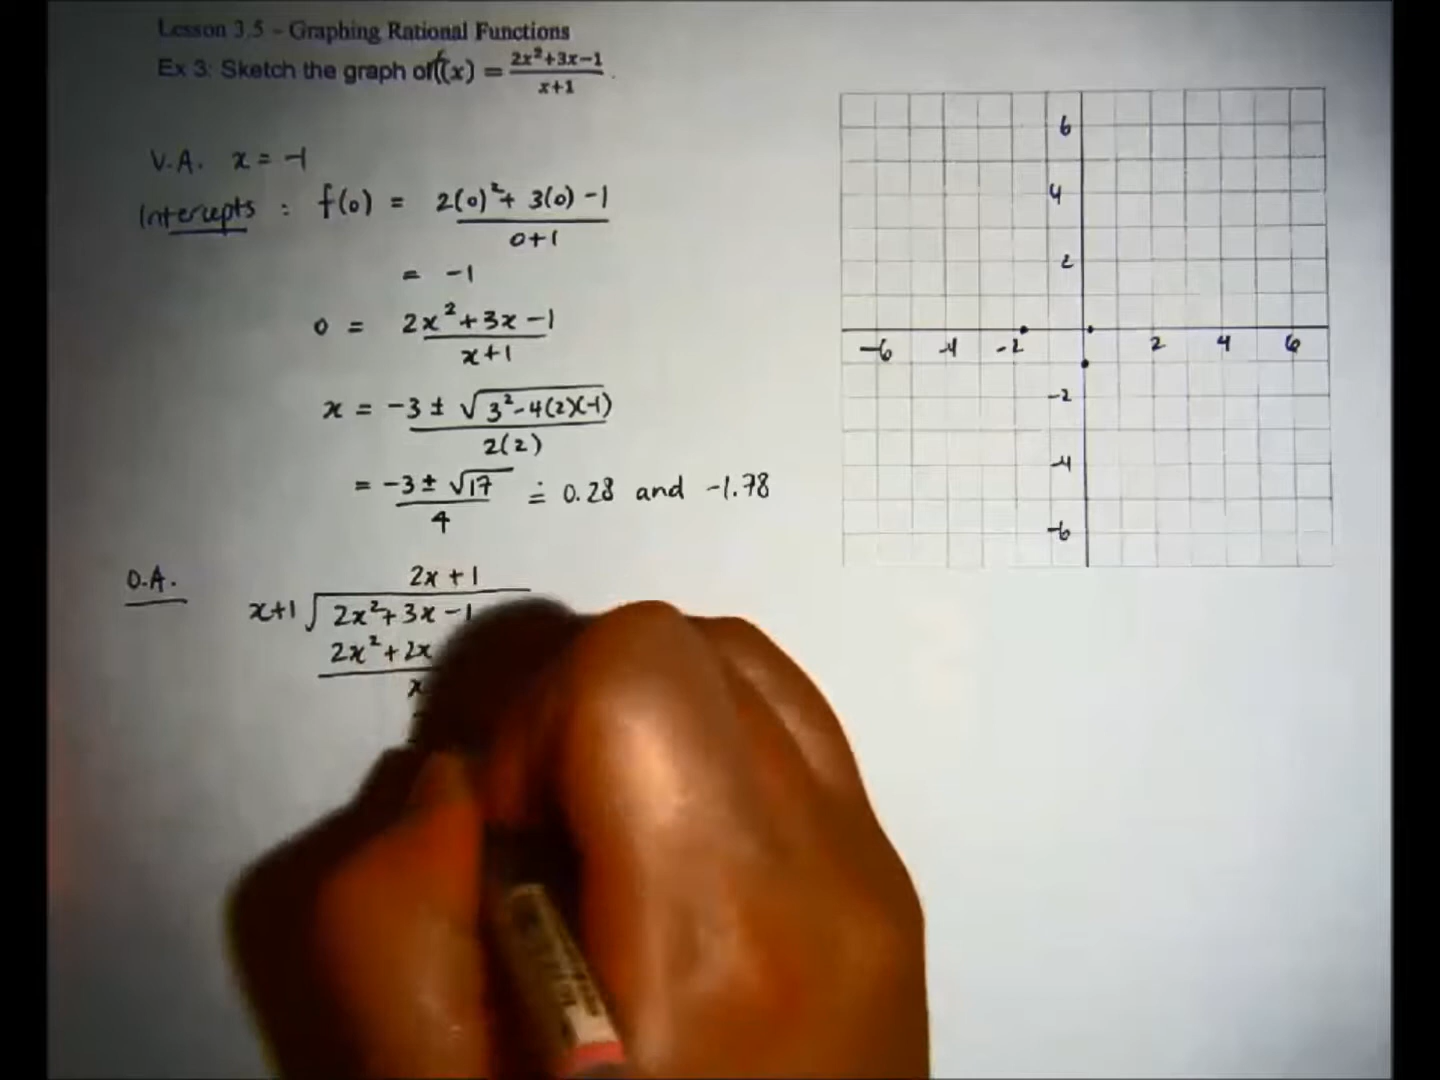 Lesson 3.5 - Graphing Rational Functions
Ex 3: Sketch the graph of f(x) = 2x²+3x−1
x+1
V.A. x = -1
Intercepts : f(0) = 2(0)² + 3(0) - 1
0+1
= -1
0 = 2x² + 3x - 1
x+1
x = -3 ± √3²-4(2)(-1)
2(2)
= -3 ± √17 ≐ 0.28 and -1.78
4
O.A. 2x + 1
x+1 2x² + 3x - 1
2x² + 2x
x
6
4
2
-6 -4 -2 2 4 6
-2
-4
-6